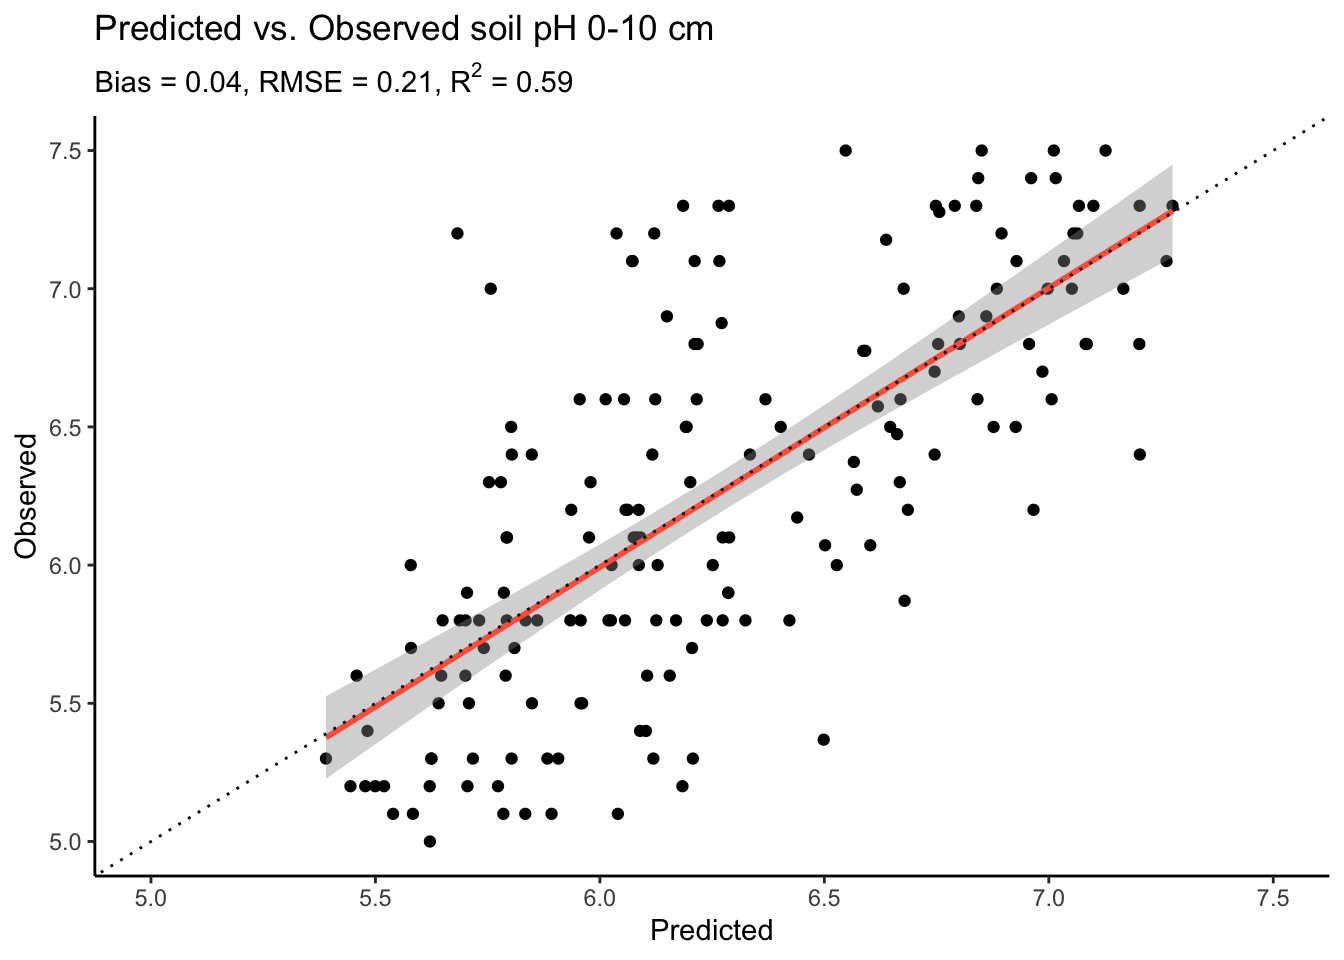 Predicted vs. Observed soil pH 0-10 cm
Bias = 0.04, RMSE = 0.21, R² = 0.59
7.5
7.0
6.5
6.0
5.5
5.0
Observed
5.0 5.5 6.0 6.5 7.0 7.5
Predicted